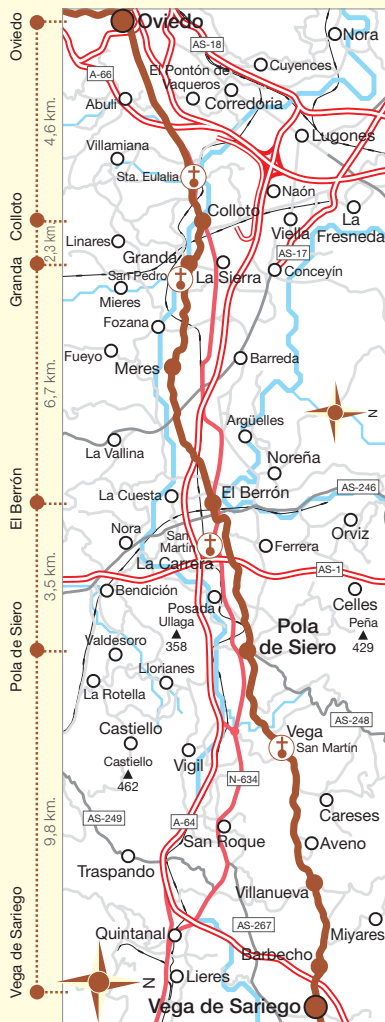 Oviedo
4,6 km.
Colloto
2,3 km.
Granda
6,7 km.
El Berrón
3,5 km.
Pola de Siero
9,8 km.
Vega de Sariego
Oviedo
Nora
AS-18
A-66
El Pontón de
Vaqueros
Cuyences
Abuli
Corredoria
Lugones
Villamiana
Sta. Eulalia
Naón
Colloto
Viella
La
Fresneda
Linares
Granda
AS-17
San Pedro
La Sierra
Conceyín
Mieres
Fozana
Fueyo
Meres
Barreda
N
Argüelles
La Vallina
Noreña
La Cuesta
El Berrón
AS-246
Nora
San
Martín
La Carrera
Ferrera
Orviz
AS-1
Bendición
Posada
Celles
Ullaga
358
Peña
429
Pola
de Siero
Valdesoro
Llorianes
La Rotella
AS-248
Castiello
Vega
San Martín
Castiello
462
Vigil
N-634
AS-249
A-64
Careses
San Roque
Aveno
Traspando
Villanueva
AS-267
Quintanal
Miyares
Barbecho
N
Lieres
Vega de Sariego